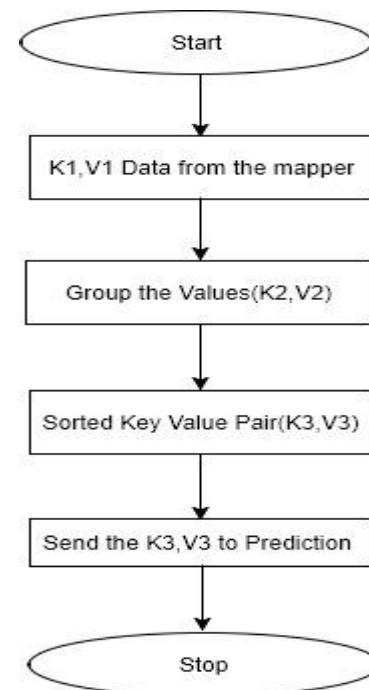 Start
K1,V1 Data from the mapper
Group the Values(K2,V2)
Sorted Key Value Pair(K3,V3)
Send the K3,V3 to Prediction
Stop